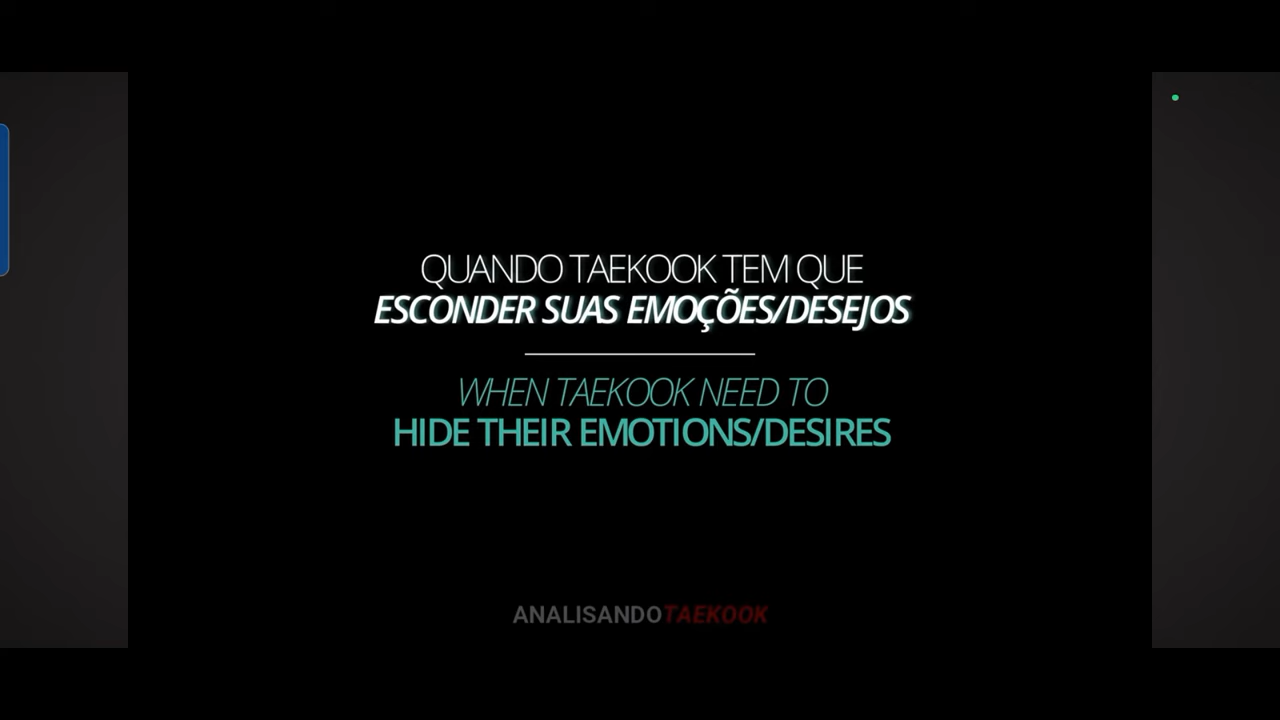 QUANDO TAEKOOK TEM QUE
ESCONDER SUAS EMOÇÕES/DESEJOS
WHEN TAEKOOK NEED TO
HIDE THEIR EMOTIONS/DESIRES
ANALISANDOTAEKOOK